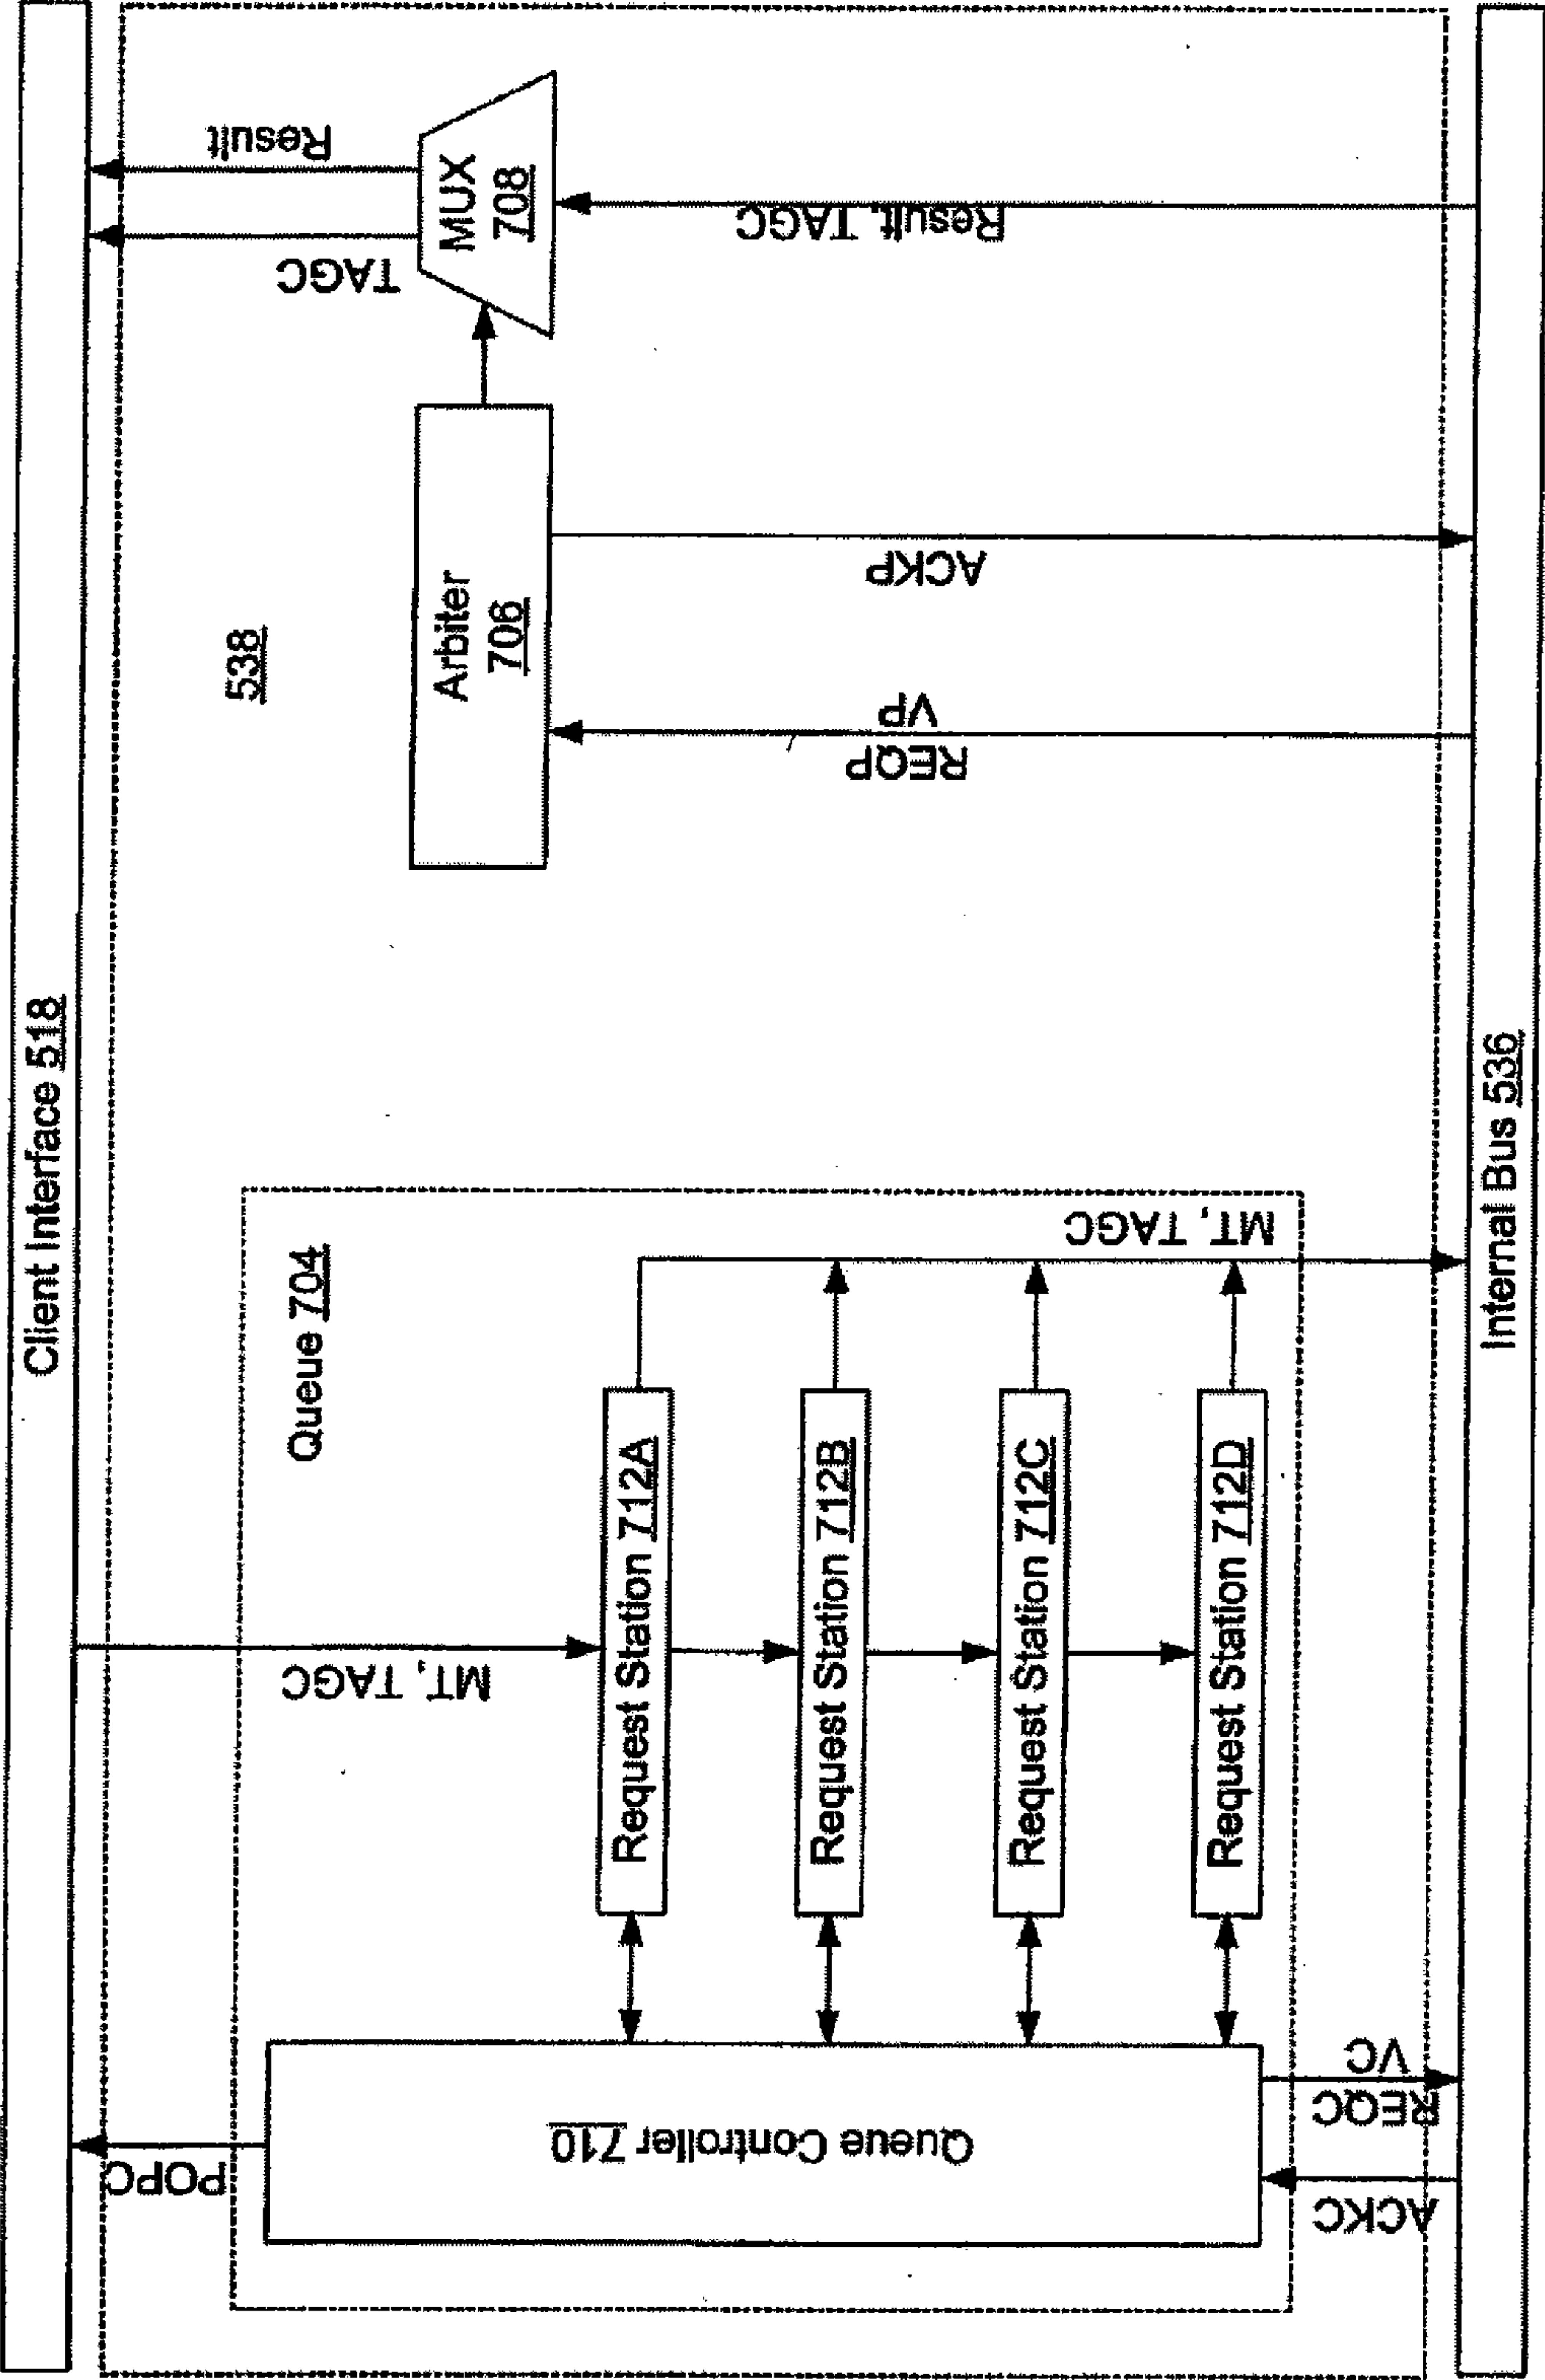 Client Interface 518
538
Queue 704
POPC
MT, TAGC
TAGC
Result
Queue Controller 710
Request Station 712A
Request Station 712B
Request Station 712C
Request Station 712D
MT, TAGC
Arbiter
706
MUX
708
ACKC
REQC
VC
REQP
VP
ACKP
Result, TAGC
Internal Bus 536